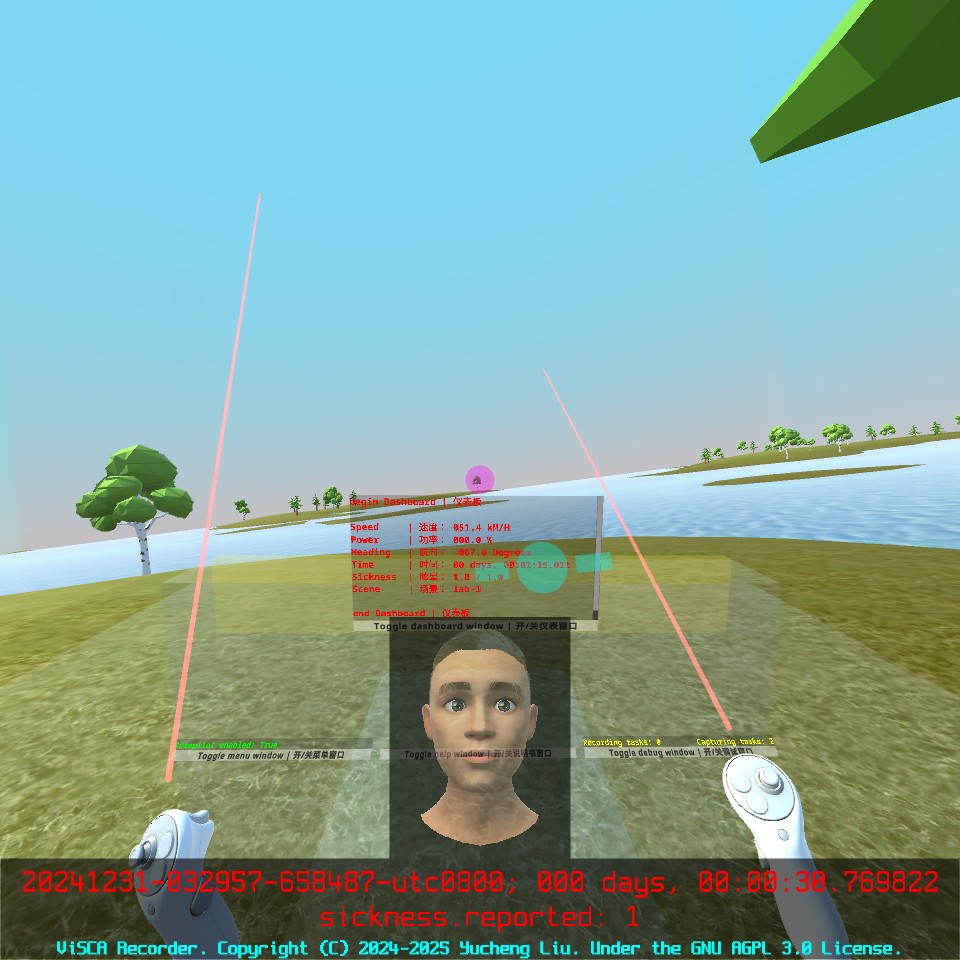 Begin Dashboard | 仪表板
Speed | 速度： 051.4 kM/H
Power | 功率： 000.0 %
Heading | 航向： -067.0 Degrees
Time | 时间： 00 days, 00:01:15.011
Sickness | 1.0 / 1.0
Scene | 场景： lab-1
end Dashboard | 仪表板
Toggle dashboard window | 开/关仪表窗口
Autopilot enabled: True
Recording tasks: 0 Capturing tasks: 2
Toggle menu window | 开/关菜单窗口
Toggle help window | 开/关说明书窗口
Toggle debug window | 开/关调试窗口
20241231-032957-658487-utc0800; 000 days, 00:00:30.769822
sickness.reported: 1
ViSCA Recorder. Copyright (C) 2024-2025 Yucheng Liu. Under the GNU AGPL 3.0 License.